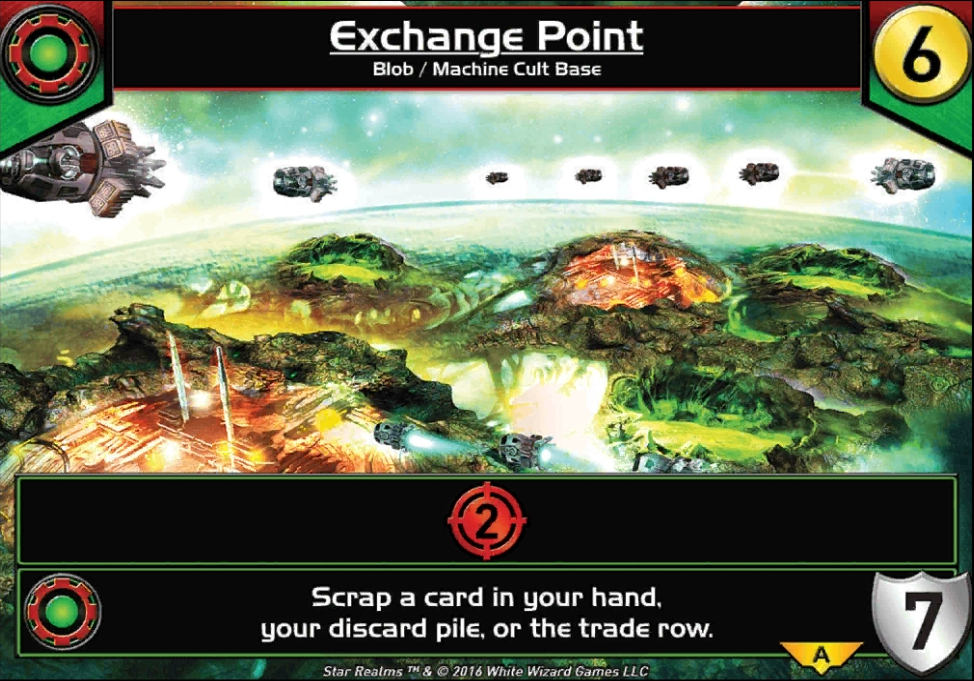 Exchange Point
6
Blob / Machine Cult Base
2
Scrap a card in your hand,
your discard pile, or the trade row.
7
A
Star Realms ™ & © 2016 White Wizard Games LLC